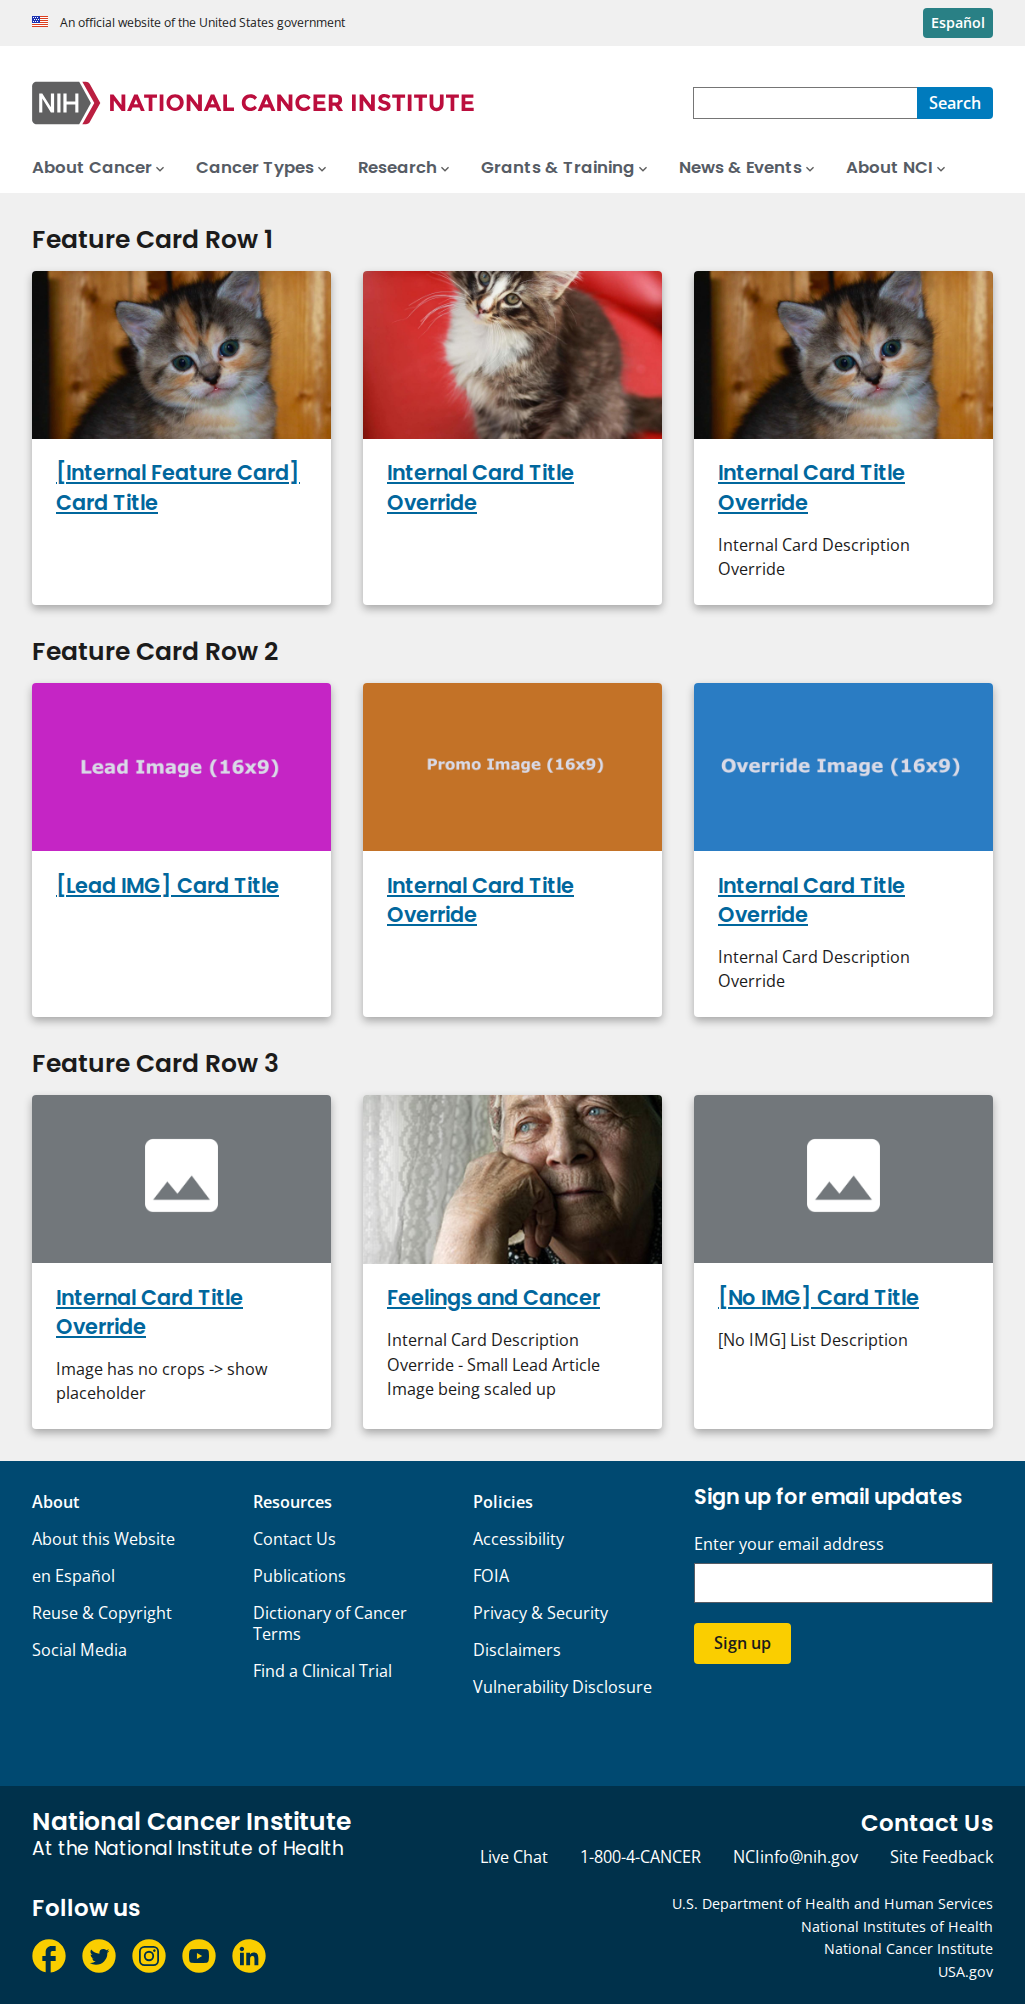 An official website of the United States government
Español
NIH NATIONAL CANCER INSTITUTE
Search
About Cancer Cancer Types Research Grants & Training News & Events About NCI
Feature Card Row 1
[Internal Feature Card]
Card Title
Internal Card Title
Override
Internal Card Title
Override
Internal Card Description
Override
Feature Card Row 2
Lead Image (16x9)
Promo Image (16x9)
Override Image (16x9)
[Lead IMG] Card Title
Internal Card Title
Override
Internal Card Title
Override
Internal Card Description
Override
Feature Card Row 3
Internal Card Title
Override
Image has no crops -> show
placeholder
Feelings and Cancer
Internal Card Description
Override - Small Lead Article
Image being scaled up
[No IMG] Card Title
[No IMG] List Description
About
About this Website
en Español
Reuse & Copyright
Social Media
Resources
Contact Us
Publications
Dictionary of Cancer
Terms
Find a Clinical Trial
Policies
Accessibility
FOIA
Privacy & Security
Disclaimers
Vulnerability Disclosure
Sign up for email updates
Enter your email address
Sign up
National Cancer Institute
At the National Institute of Health
Contact Us
Live Chat 1-800-4-CANCER NCIinfo@nih.gov Site Feedback
Follow us
U.S. Department of Health and Human Services
National Institutes of Health
National Cancer Institute
USA.gov